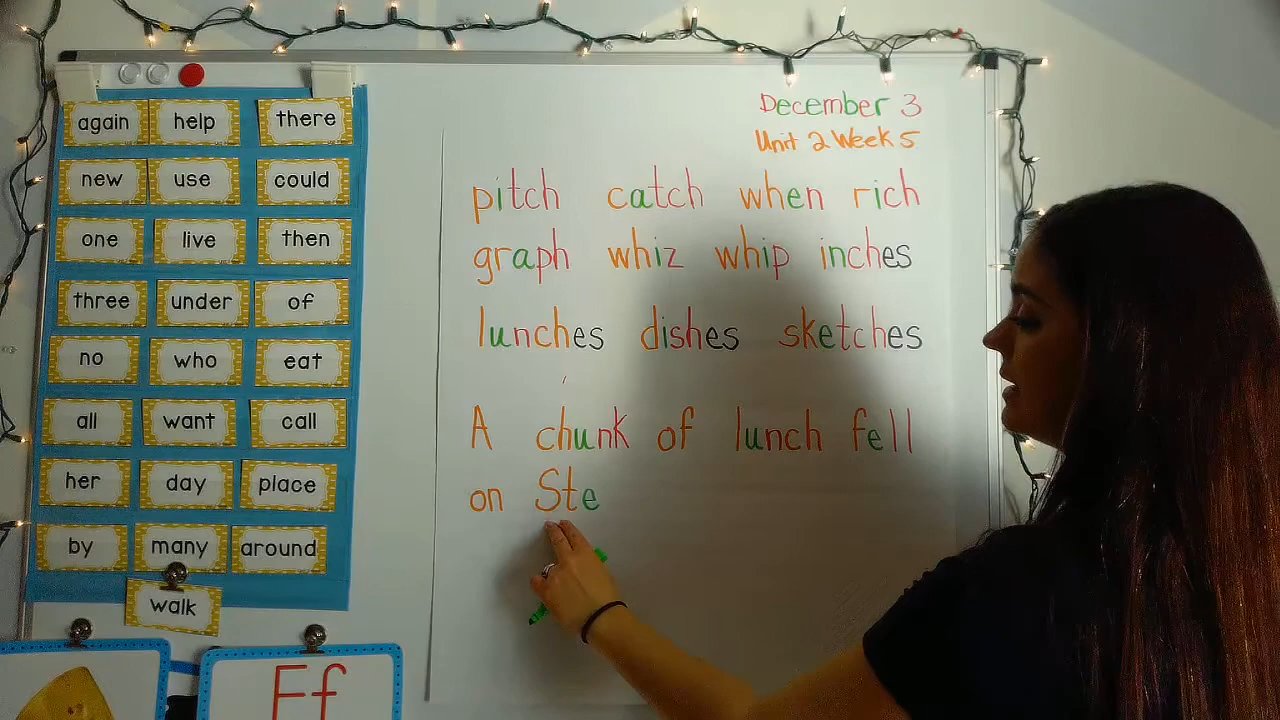 again help there
new use could
one live then
three under of
no who eat
all want call
her day place
by many around
walk
Ff
December 3
Unit 2 Week 5
pitch catch when rich
graph whiz whip inches
lunches dishes sketches
A chunk of lunch fell
on Ste